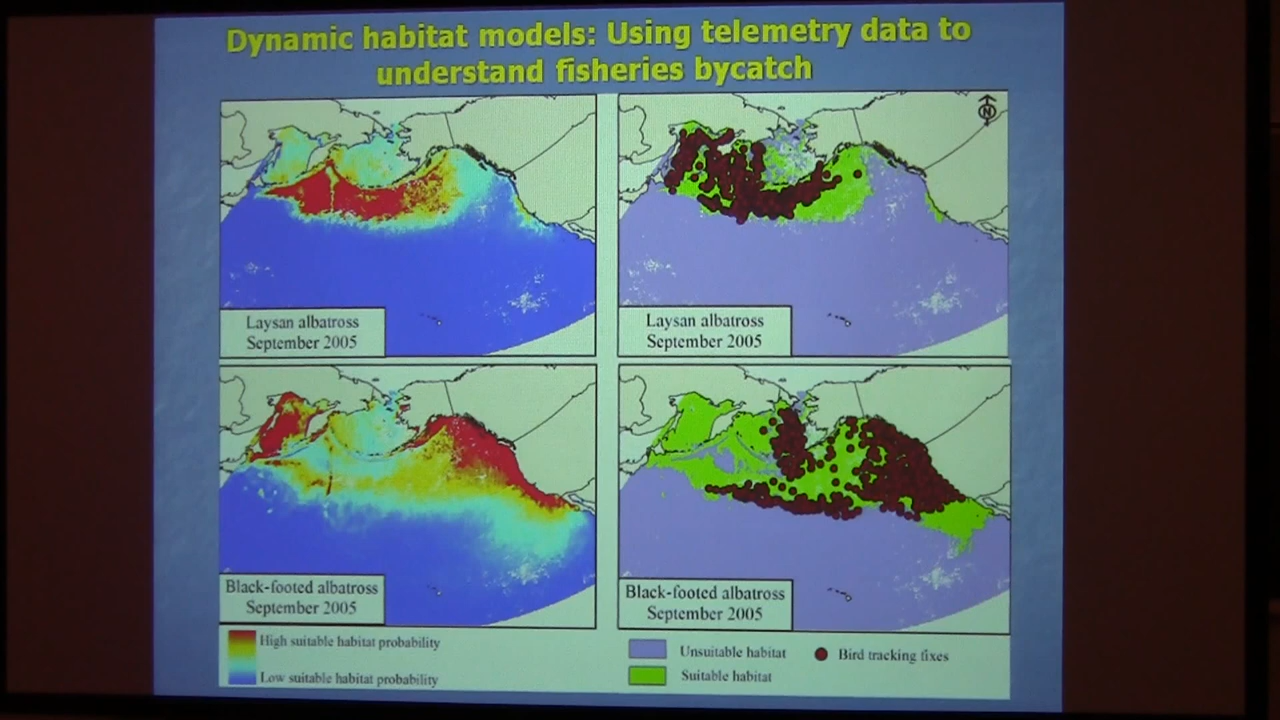 Dynamic habitat models: Using telemetry data to
understand fisheries bycatch
N
Laysan albatross
September 2005
Laysan albatross
September 2005
Black-footed albatross
September 2005
Black-footed albatross
September 2005
High suitable habitat probability
Low suitable habitat probability
Unsuitable habitat
Suitable habitat
Bird tracking fixes